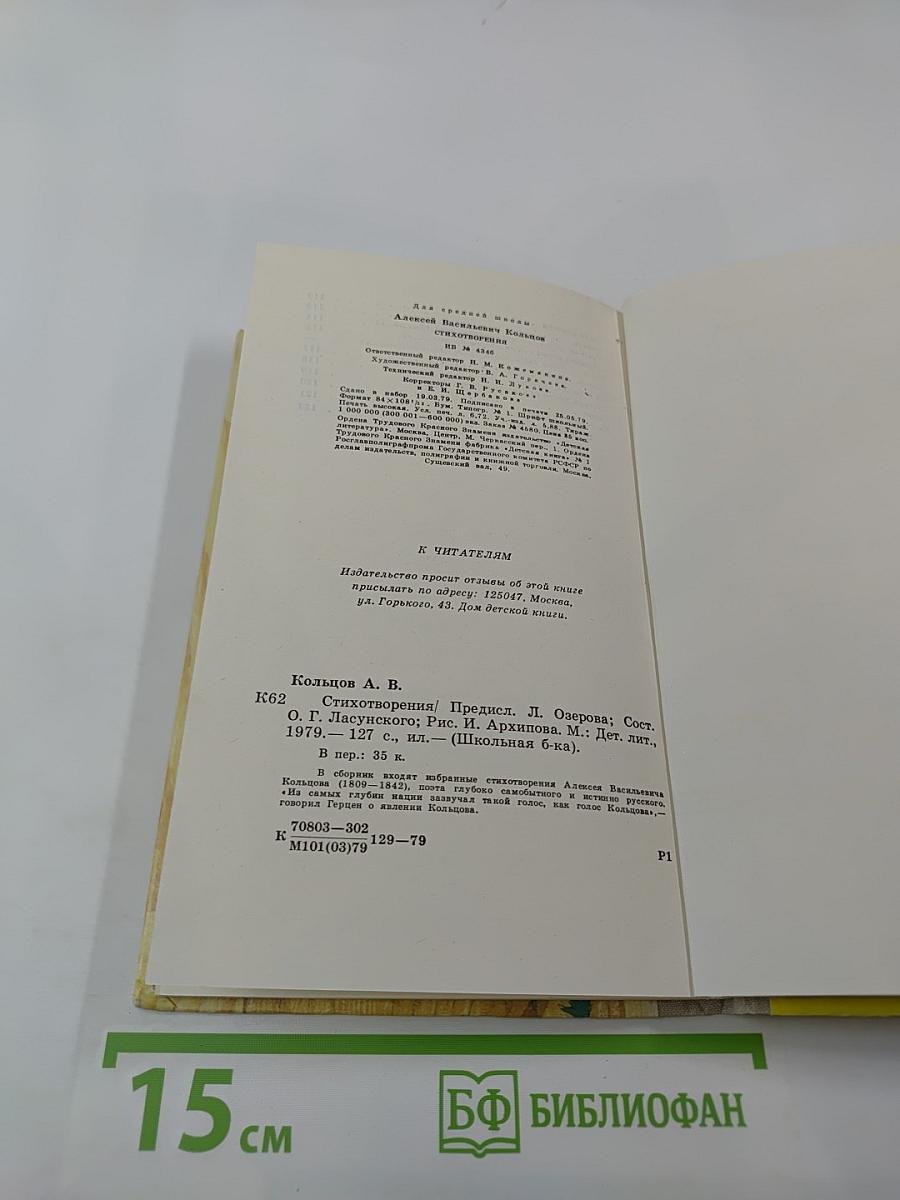 Для средней школы
Алексей Васильевич Кольцов
СТИХОТВОРЕНИЯ
ИБ № 4346
Ответственный редактор Н. М. Кожемякина.
Художественный редактор В. А. Горячева.
Технический редактор Н. И. Лукова
Корректоры Г. В. Русакова
и Е. И. Щербакова
Сдано в набор 19.03.79. Подписано к печати 25.05.79.
Формат 84×108¹/₃₂. Бум. Типогр. № 1. Шрифт школьный.
Печать высокая. Усл. печ. л. 6,72. Уч.-изд. л. 5,88. Тираж
1 000 000 (300 001—600 000) экз. Заказ № 4580. Цена 35 коп.
Ордена Трудового Красного Знамени издательство «Детская
литература». Москва, Центр, М. Черкасский пер., 1. Ордена
Трудового Красного Знамени фабрика «Детская книга» № 1
Росглавполиграфпрома Государственного комитета РСФСР по
делам издательств, полиграфии и книжной торговли. Москва,
Сущевский вал, 49.
К ЧИТАТЕЛЯМ
Издательство просит отзывы об этой книге
присылать по адресу: 125047, Москва,
ул. Горького, 43. Дом детской книги.
Кольцов А. В.
К62 Стихотворения/ Предисл. Л. Озерова; Сост.
О. Г. Ласунского; Рис. И. Архипова. М.: Дет. лит.,
1979.— 127 с., ил.— (Школьная б-ка).
В пер.: 35 к.
В сборник входят избранные стихотворения Алексея Васильевича
Кольцова (1809—1842), поэта глубоко самобытного и истинно русского.
«Из самых глубин нации зазвучал такой голос, как голос Кольцова»,—
говорил Герцен о явлении Кольцова.
К 70803—302
М101(03)79 129—79
Р1
15 см
БФ БИБЛИОФАН